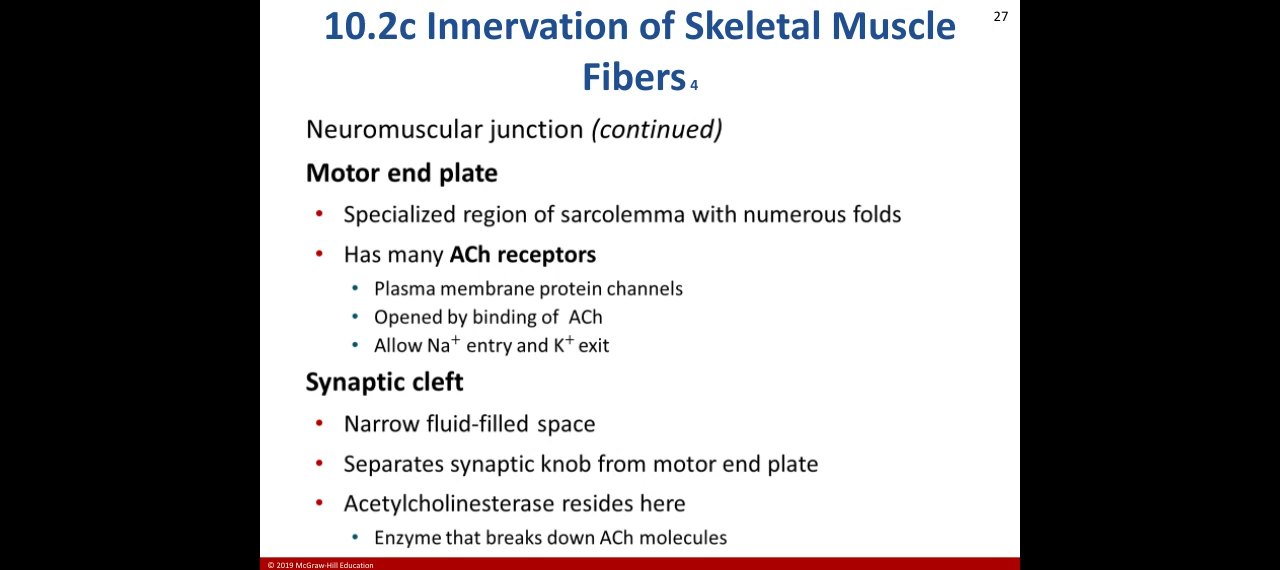 27
10.2c Innervation of Skeletal Muscle
Fibers 4
Neuromuscular junction (continued)
Motor end plate
• Specialized region of sarcolemma with numerous folds
• Has many ACh receptors
• Plasma membrane protein channels
• Opened by binding of ACh
• Allow Na⁺ entry and K⁺ exit
Synaptic cleft
• Narrow fluid-filled space
• Separates synaptic knob from motor end plate
• Acetylcholinesterase resides here
• Enzyme that breaks down ACh molecules
© 2019 McGraw-Hill Education